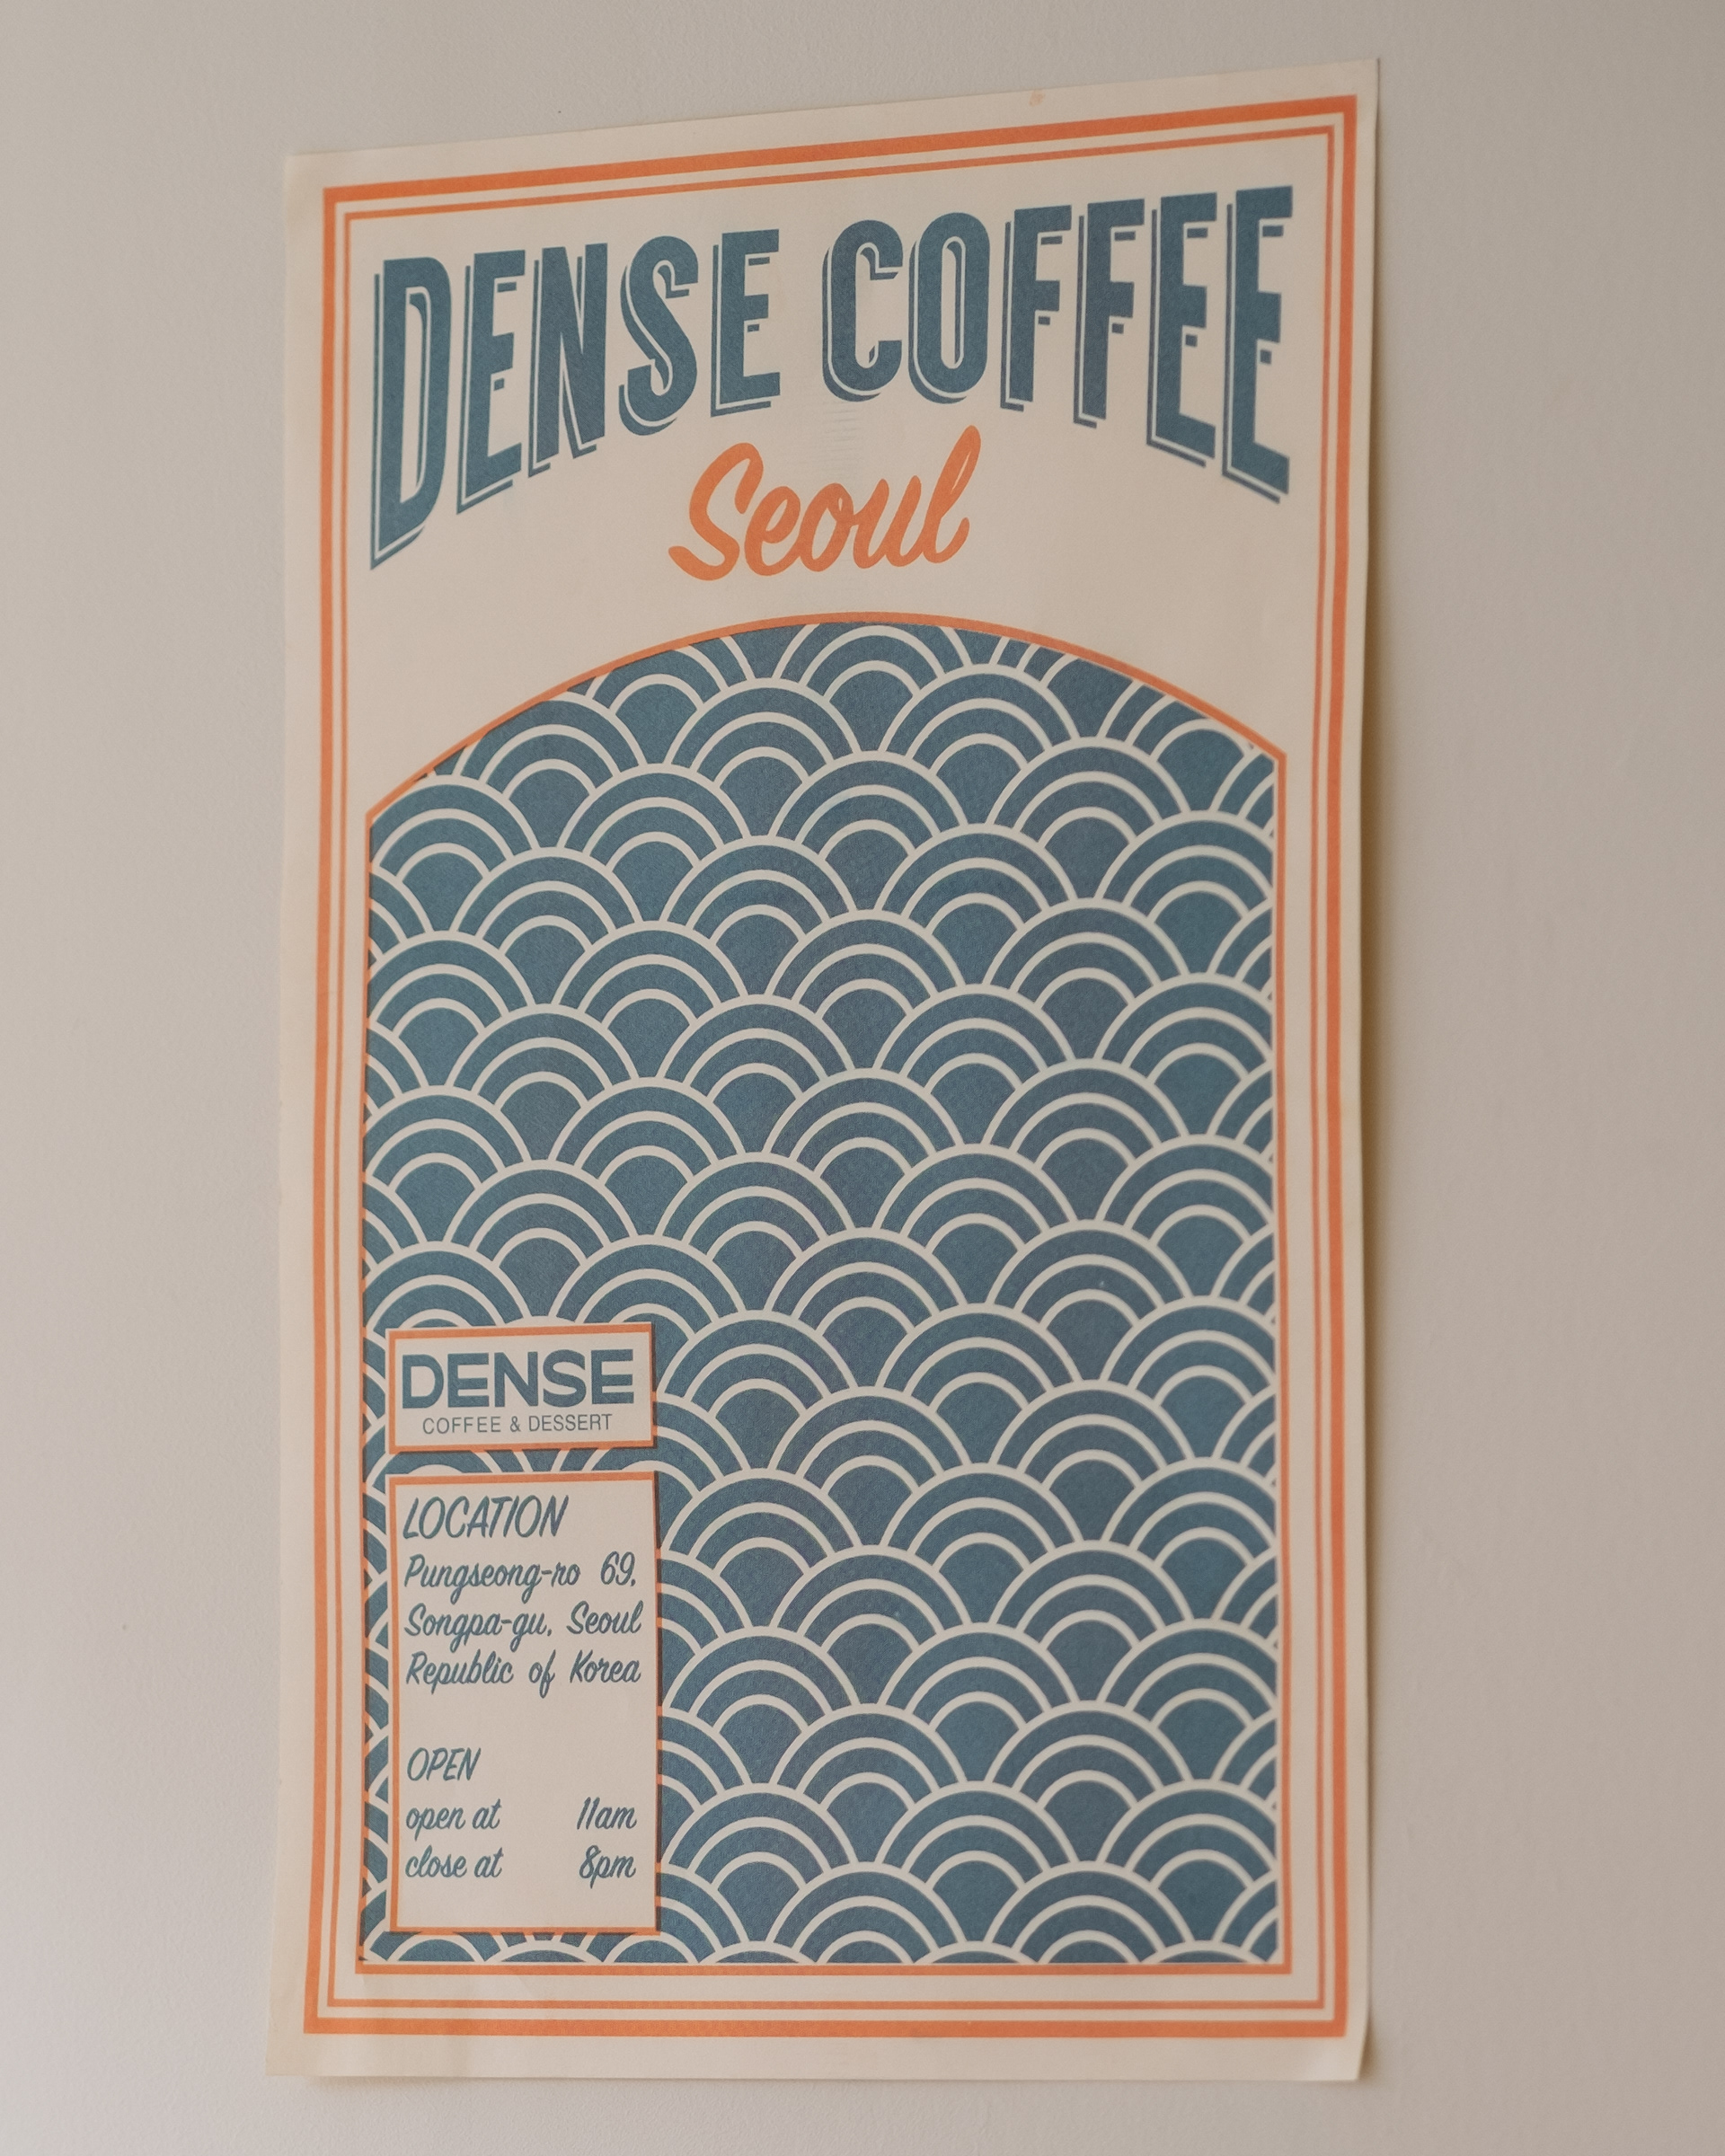 DENSE COFFEE
Seoul
DENSE
COFFEE & DESSERT
LOCATION
Pungseong-ro 69,
Songpa-gu, Seoul
Republic of Korea
OPEN
open at 11am
close at 8pm